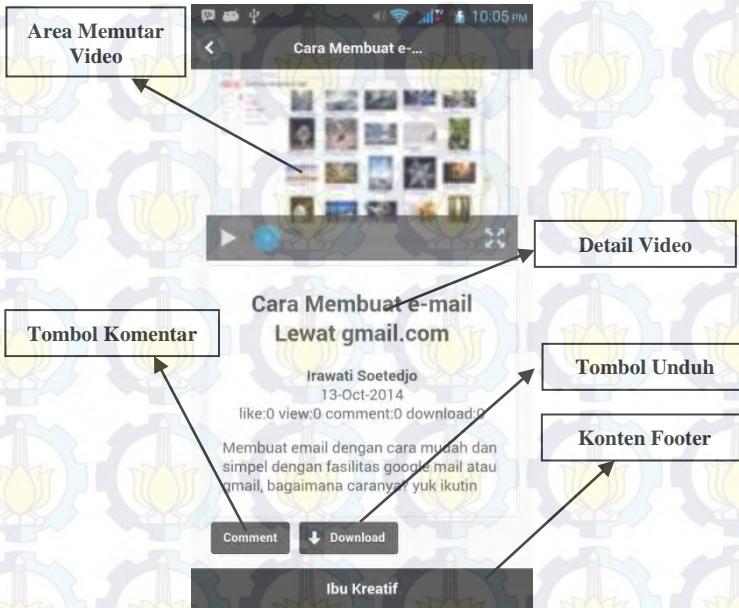 Area Memutar
Video
10:05 PM
Cara Membuat e-...
Detail Video
Cara Membuat e-mail
Lewat gmail.com
Tombol Komentar
Irawati Soetedjo
13-Oct-2014
like:0 view:0 comment:0 download:0
Tombol Unduh
Membuat email dengan cara mudah dan
simpel dengan fasilitas google mail atau
gmail, bagaimana caranya? yuk ikutin
Konten Footer
Comment
Download
Ibu Kreatif